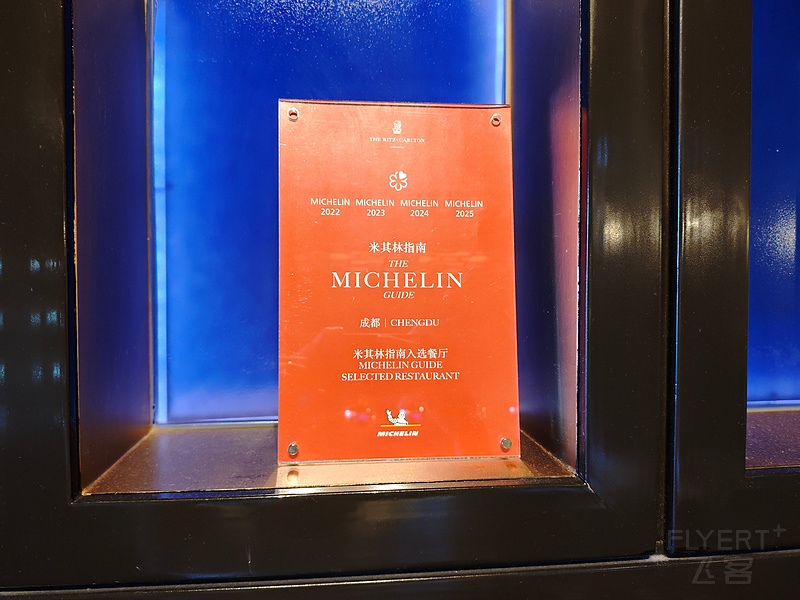 THE RITZ-CARLTON
MICHELIN MICHELIN MICHELIN MICHELIN
2022 2023 2024 2025
米其林指南
THE
MICHELIN
GUIDE
成都 | CHENGDU
米其林指南入选餐厅
MICHELIN GUIDE
SELECTED RESTAURANT
MICHELIN
FLYERT+
飞客